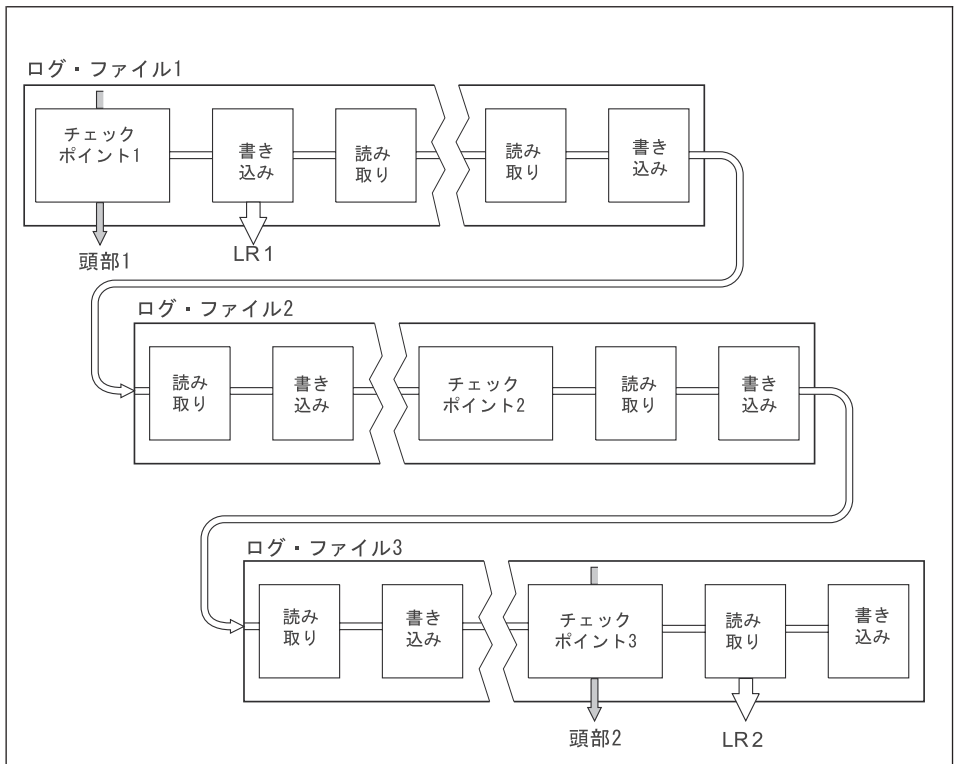 ログ・ファイル1
チェック
ポイント1
書き
込み
読み
取り
読み
取り
書き
込み
頭部1
LR1
ログ・ファイル2
読み
取り
書き
込み
チェック
ポイント2
読み
取り
書き
込み
ログ・ファイル3
読み
取り
書き
込み
チェック
ポイント3
読み
取り
書き
込み
頭部2
LR2